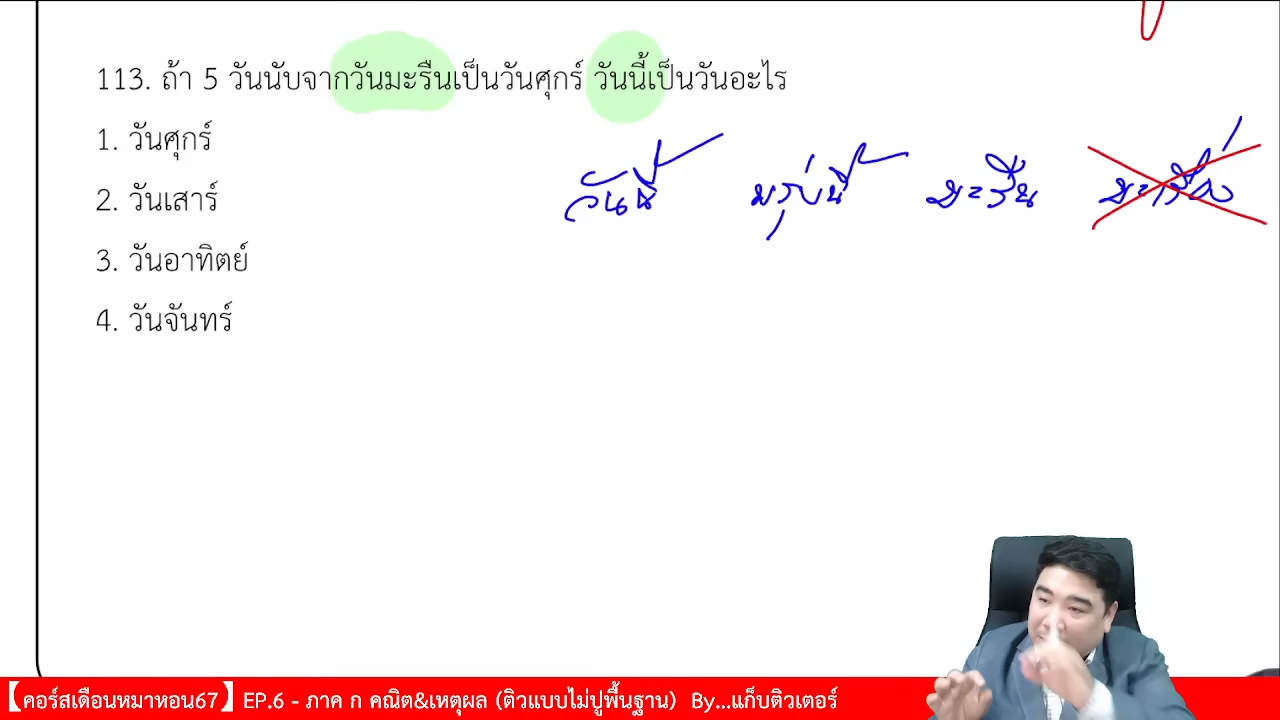 113. ถ้า 5 วันนับจากวันมะรืนเป็นวันศุกร์ วันนี้เป็นวันอะไร
1. วันศุกร์
วันนี้ พรุ่งนี้ มะรืน มะเรื่อง
2. วันเสาร์
3. วันอาทิตย์
4. วันจันทร์
【คอร์สเดือนหมาหอน67】 EP.6 - ภาค ก คณิต&เหตุผล (ติวแบบไม่ปูพื้นฐาน) By...แก็บติวเตอร์